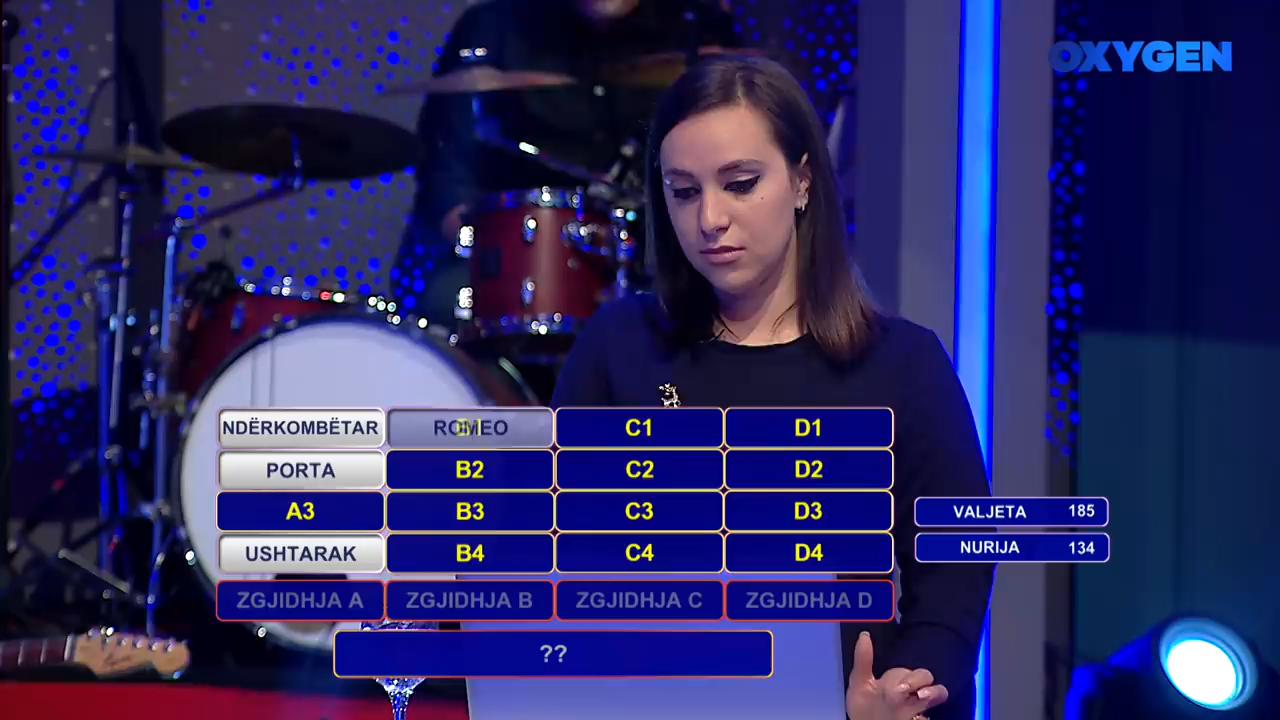 OXYGEN
NDËRKOMBËTAR ROMEO C1 D1
PORTA B2 C2 D2
A3 B3 C3 D3
USHTARAK B4 C4 D4
ZGJIDHJA A ZGJIDHJA B ZGJIDHJA C ZGJIDHJA D
??
VALJETA 185
NURIJA 134